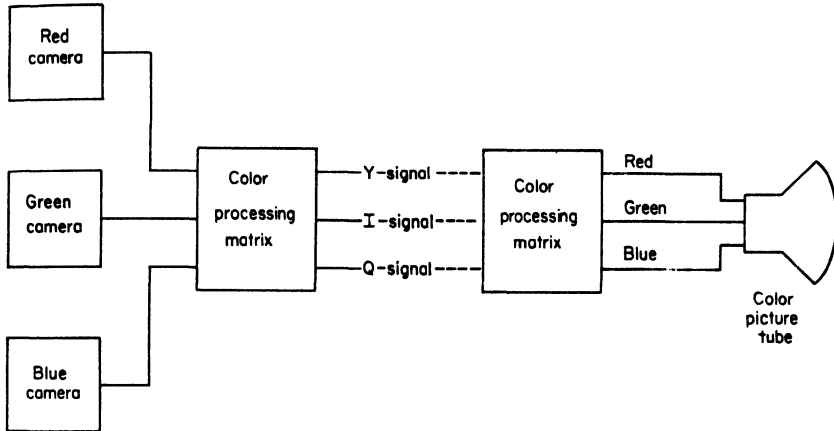 Red
camera
Green
camera
Blue
camera
Color
processing
matrix
Y-signal
I-signal
Q-signal
Color
processing
matrix
Red
Green
Blue
Color
picture
tube